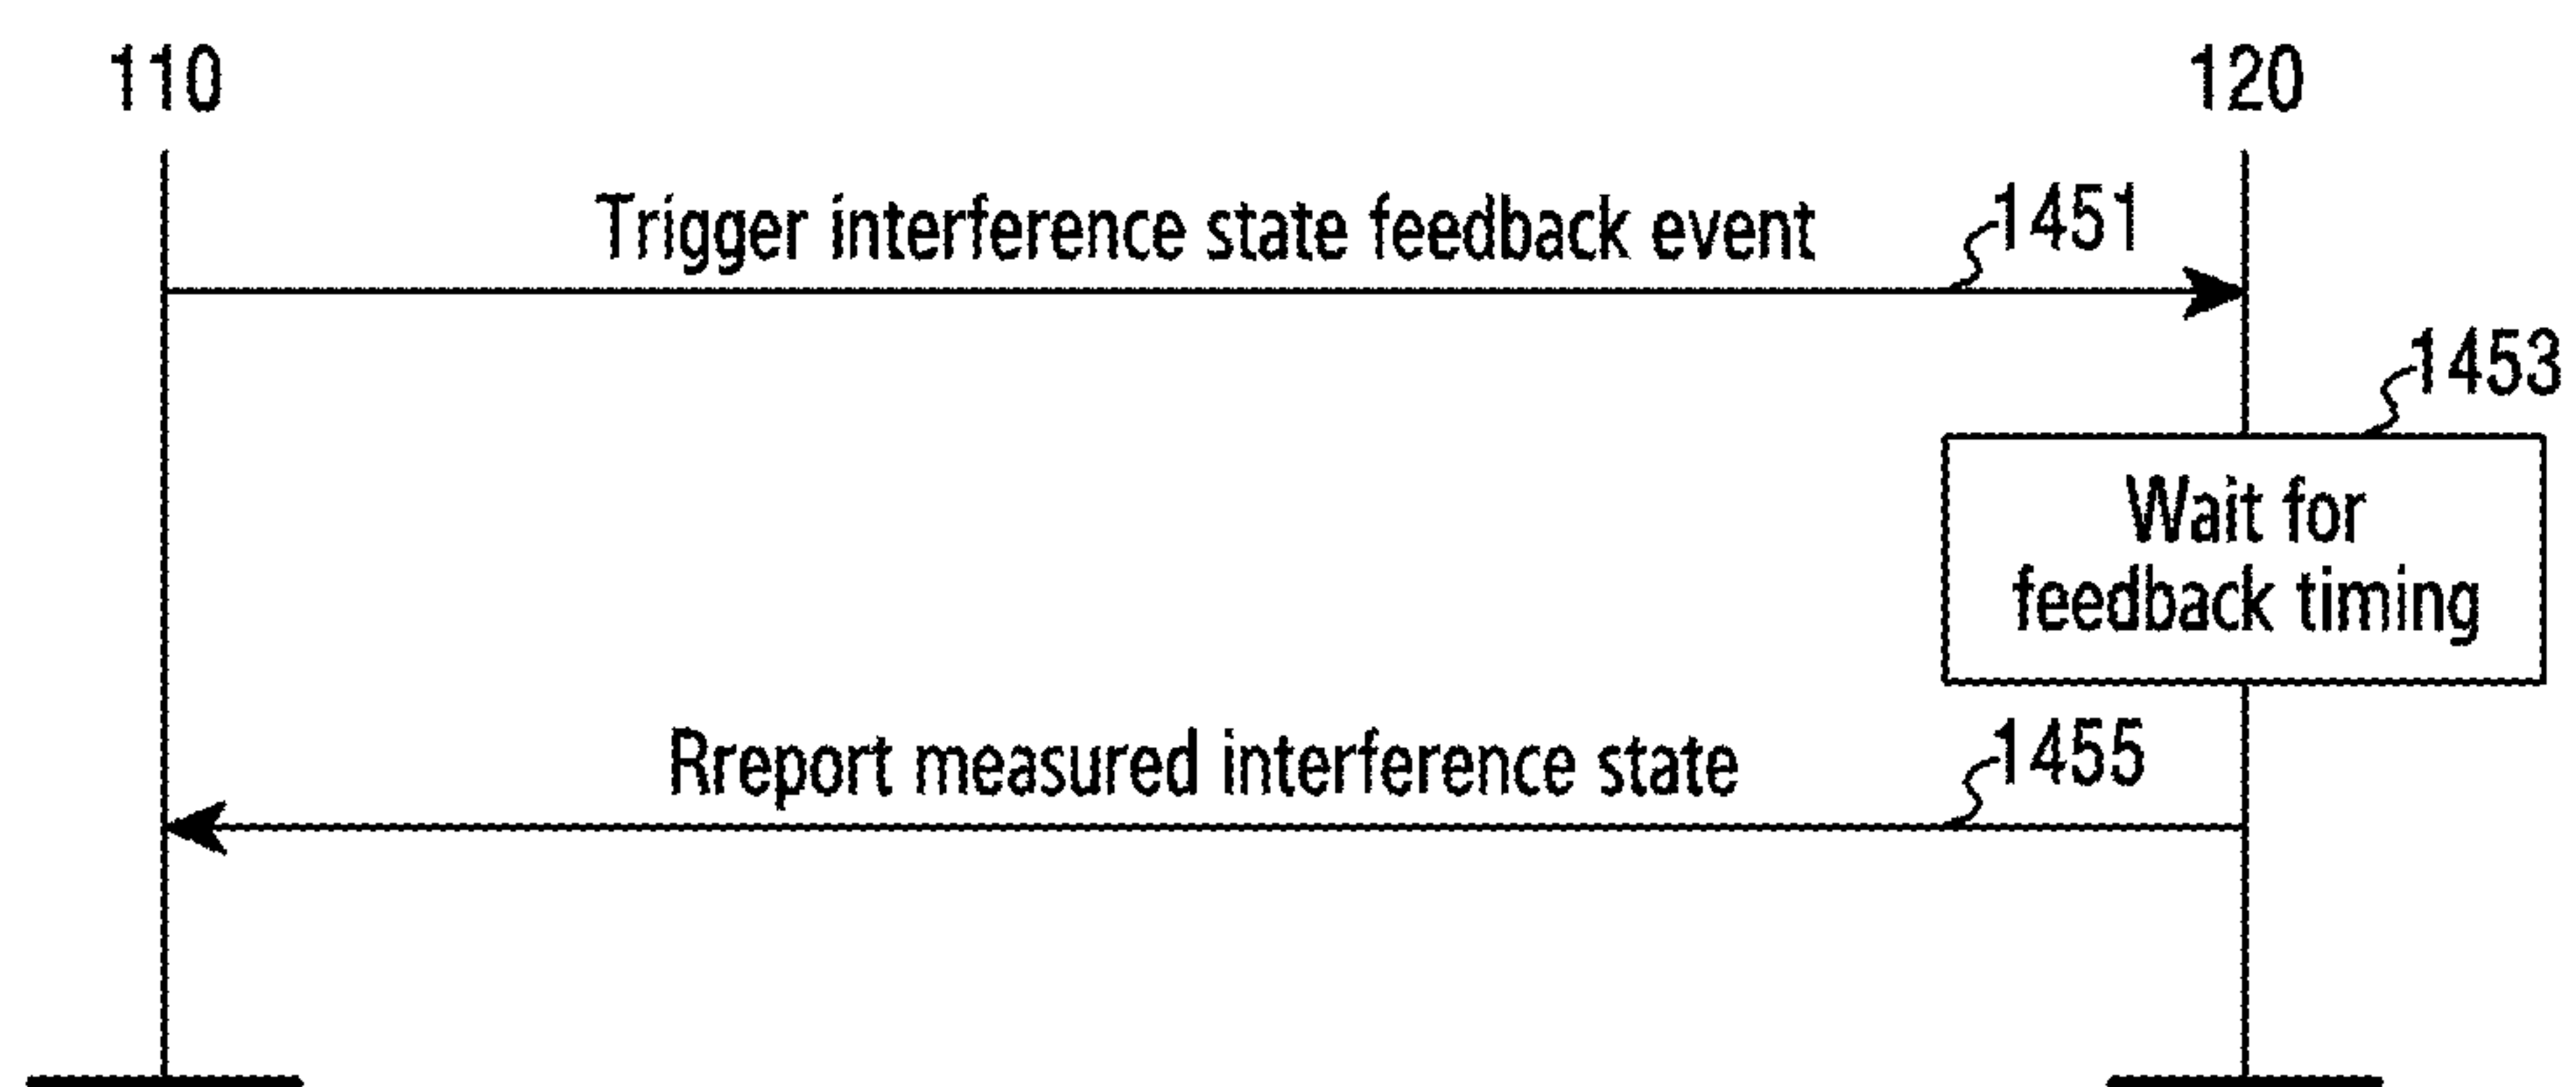 110
120
Trigger interference state feedback event
1451
1453
Wait for
feedback timing
Rreport measured interference state
1455